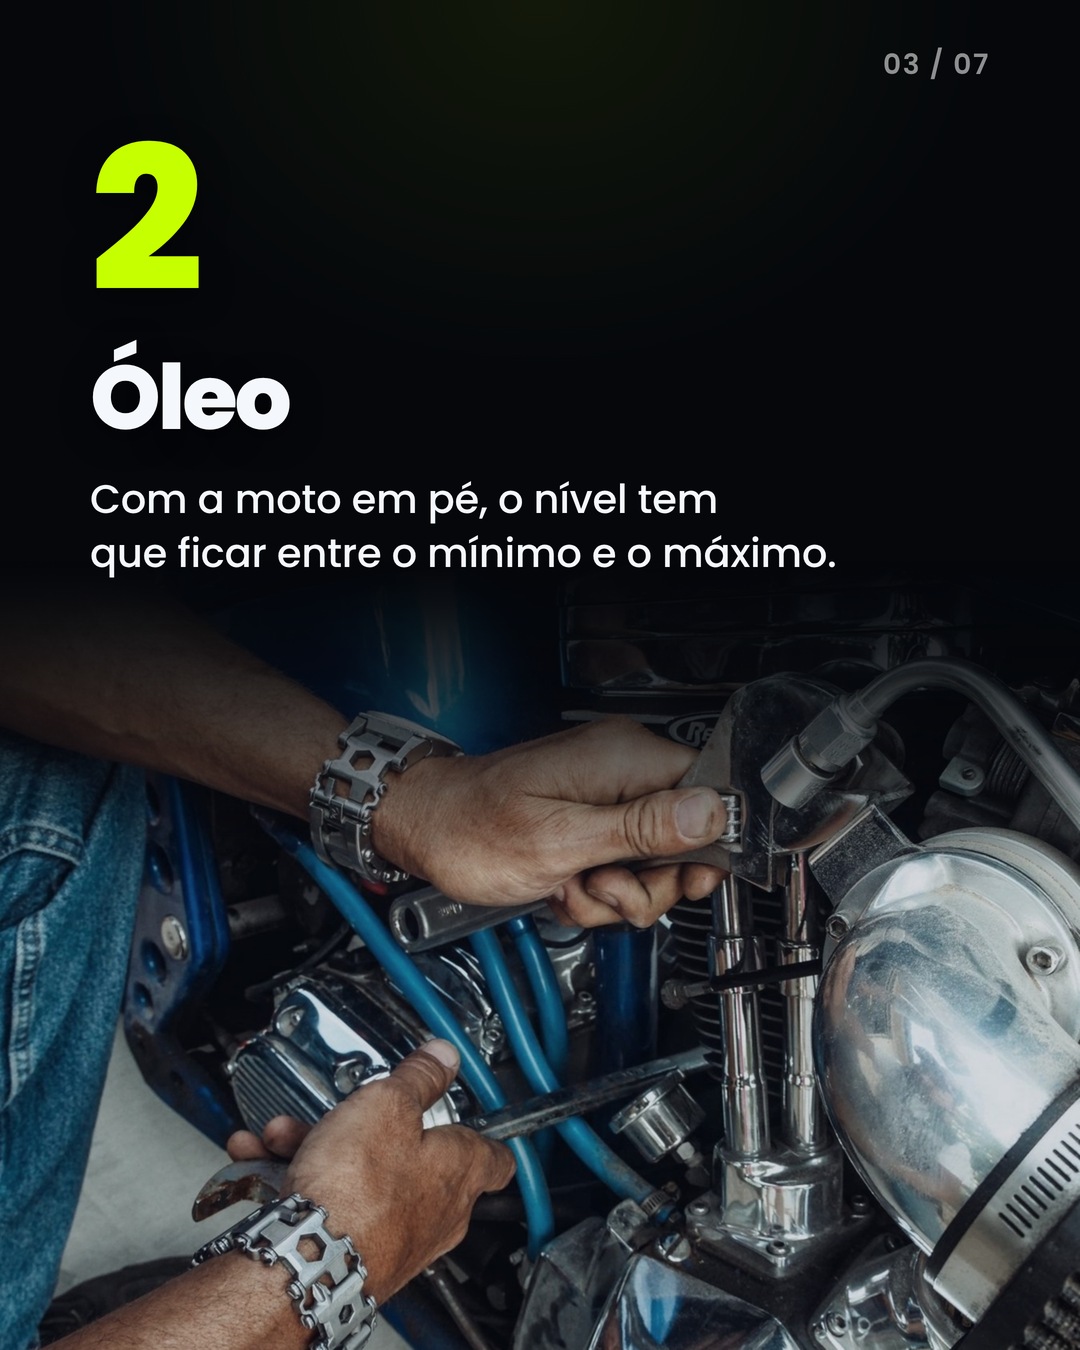 03 / 07
2
Óleo
Com a moto em pé, o nível tem
que ficar entre o mínimo e o máximo.